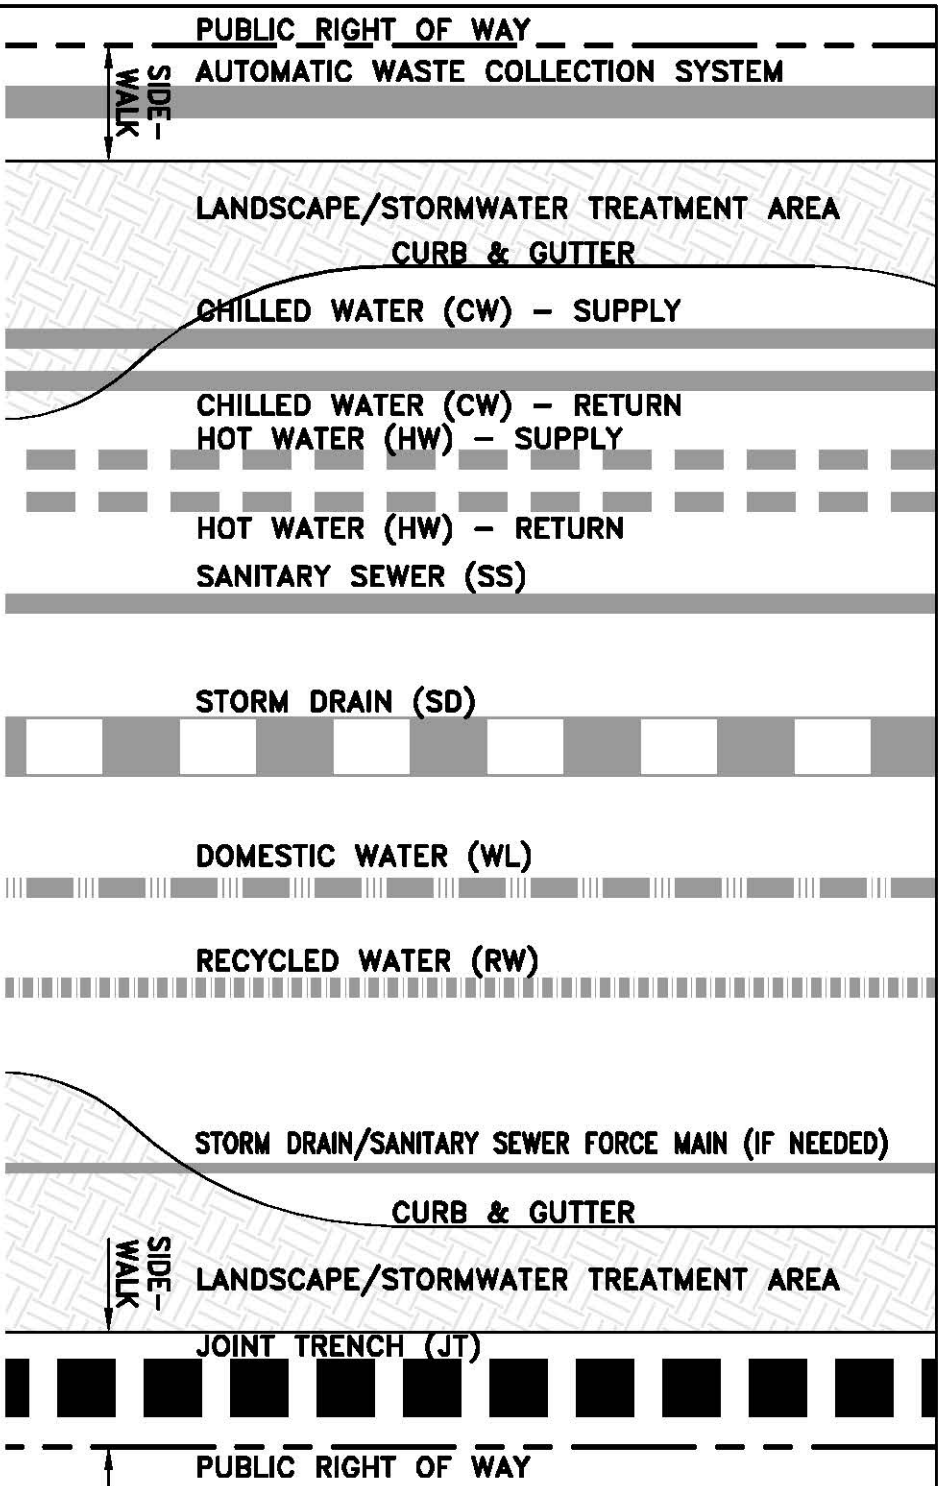 PUBLIC RIGHT OF WAY
AUTOMATIC WASTE COLLECTION SYSTEM
SIDE-
WALK
LANDSCAPE/STORMWATER TREATMENT AREA
CURB & GUTTER
CHILLED WATER (CW) – SUPPLY
CHILLED WATER (CW) – RETURN
HOT WATER (HW) – SUPPLY
HOT WATER (HW) – RETURN
SANITARY SEWER (SS)
STORM DRAIN (SD)
DOMESTIC WATER (WL)
RECYCLED WATER (RW)
STORM DRAIN/SANITARY SEWER FORCE MAIN (IF NEEDED)
CURB & GUTTER
SIDE-
WALK
LANDSCAPE/STORMWATER TREATMENT AREA
JOINT TRENCH (JT)
PUBLIC RIGHT OF WAY